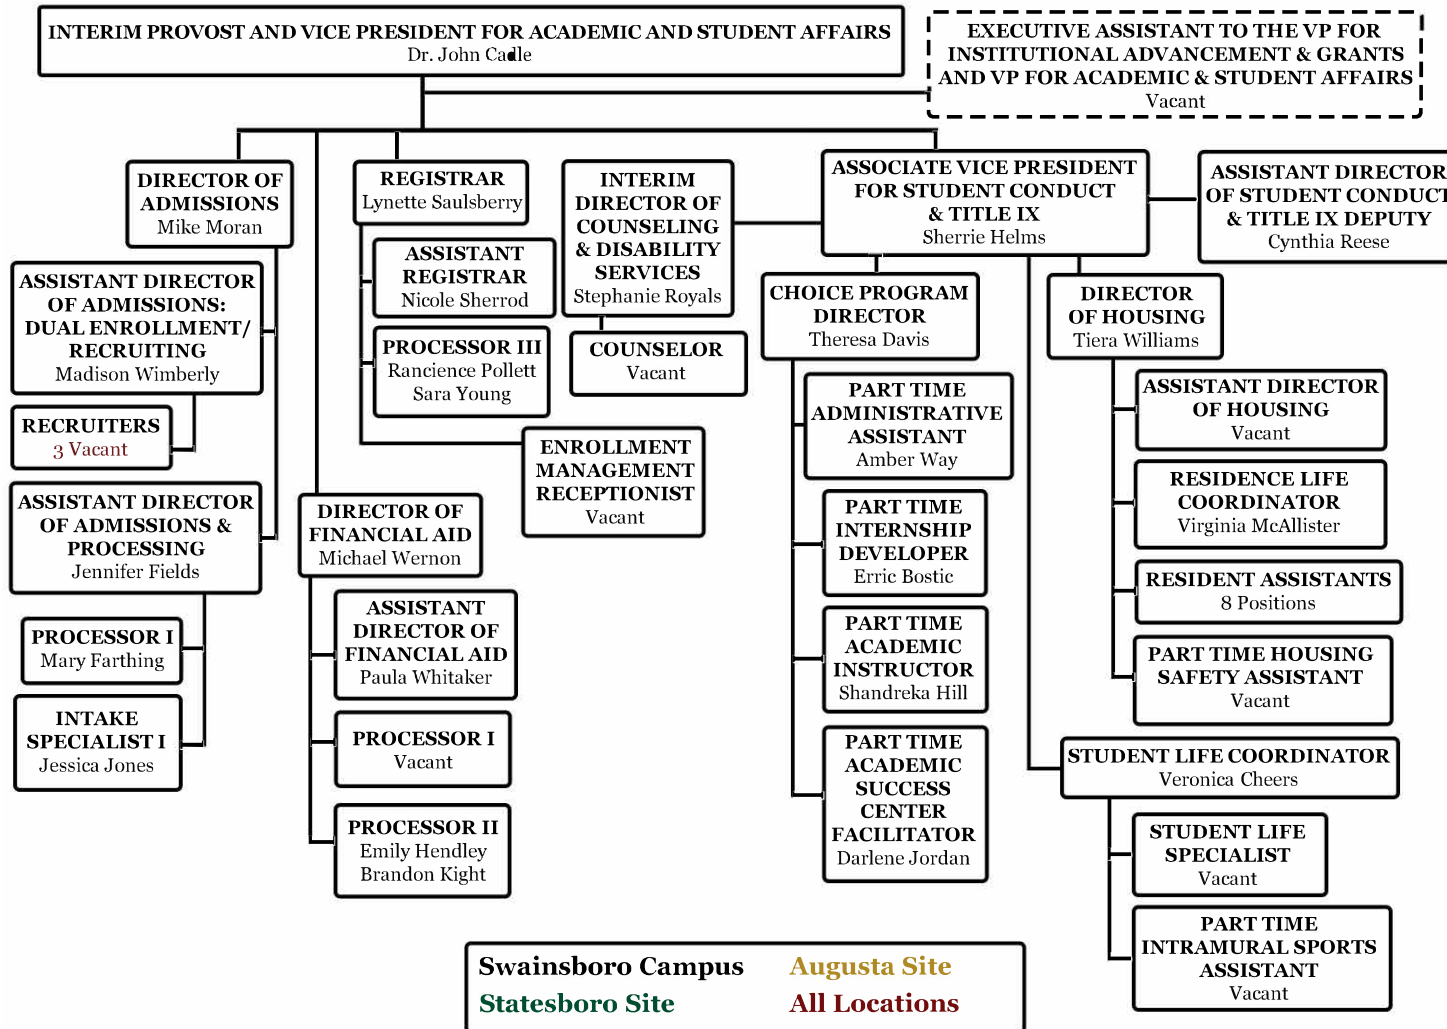 INTERIM PROVOST AND VICE PRESIDENT FOR ACADEMIC AND STUDENT AFFAIRS
Dr. John Cadle
EXECUTIVE ASSISTANT TO THE VP FOR
INSTITUTIONAL ADVANCEMENT & GRANTS
AND VP FOR ACADEMIC & STUDENT AFFAIRS
Vacant
DIRECTOR OF
ADMISSIONS
Mike Moran
ASSISTANT DIRECTOR
OF ADMISSIONS:
DUAL ENROLLMENT/
RECRUITING
Madison Wimberly
RECRUITERS
3 Vacant
ASSISTANT DIRECTOR
OF ADMISSIONS &
PROCESSING
Jennifer Fields
PROCESSOR I
Mary Farthing
INTAKE
SPECIALIST I
Jessica Jones
REGISTRAR
Lynette Saulsberry
ASSISTANT
REGISTRAR
Nicole Sherrod
PROCESSOR III
Rancience Pollett
Sara Young
ENROLLMENT
MANAGEMENT
RECEPTIONIST
Vacant
DIRECTOR OF
FINANCIAL AID
Michael Wernon
ASSISTANT
DIRECTOR OF
FINANCIAL AID
Paula Whitaker
PROCESSOR I
Vacant
PROCESSOR II
Emily Hendley
Brandon Kight
INTERIM
DIRECTOR OF
COUNSELING
& DISABILITY
SERVICES
Stephanie Royals
COUNSELOR
Vacant
ASSOCIATE VICE PRESIDENT
FOR STUDENT CONDUCT
& TITLE IX
Sherrie Helms
ASSISTANT DIRECTOR
OF STUDENT CONDUCT
& TITLE IX DEPUTY
Cynthia Reese
CHOICE PROGRAM
DIRECTOR
Theresa Davis
PART TIME
ADMINISTRATIVE
ASSISTANT
Amber Way
PART TIME
INTERNSHIP
DEVELOPER
Erric Bostic
PART TIME
ACADEMIC
INSTRUCTOR
Shandreka Hill
PART TIME
ACADEMIC
SUCCESS
CENTER
FACILITATOR
Darlene Jordan
DIRECTOR
OF HOUSING
Tiera Williams
ASSISTANT DIRECTOR
OF HOUSING
Vacant
RESIDENCE LIFE
COORDINATOR
Virginia McAllister
RESIDENT ASSISTANTS
8 Positions
PART TIME HOUSING
SAFETY ASSISTANT
Vacant
STUDENT LIFE COORDINATOR
Veronica Cheers
STUDENT LIFE
SPECIALIST
Vacant
PART TIME
INTRAMURAL SPORTS
ASSISTANT
Vacant
Swainsboro Campus
Augusta Site
Statesboro Site
All Locations